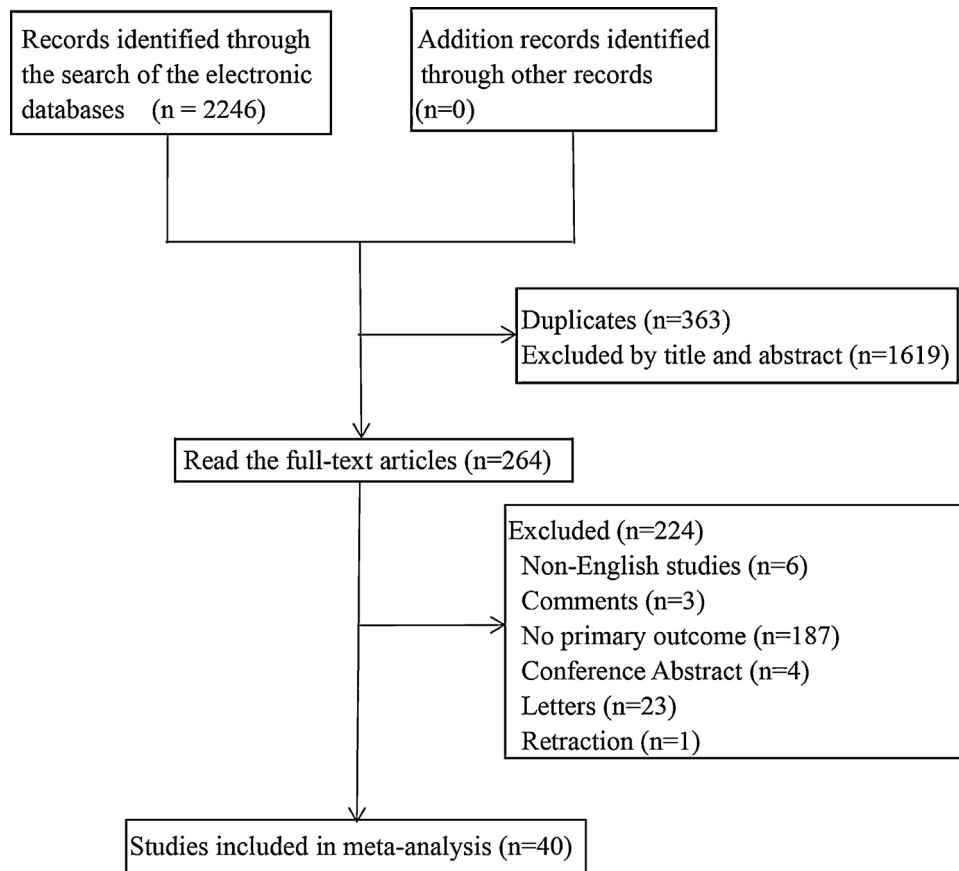 Records identified through
the search of the electronic
databases (n = 2246)
Addition records identified
through other records
(n=0)
Duplicates (n=363)
Excluded by title and abstract (n=1619)
Read the full-text articles (n=264)
Excluded (n=224)
Non-English studies (n=6)
Comments (n=3)
No primary outcome (n=187)
Conference Abstract (n=4)
Letters (n=23)
Retraction (n=1)
Studies included in meta-analysis (n=40)